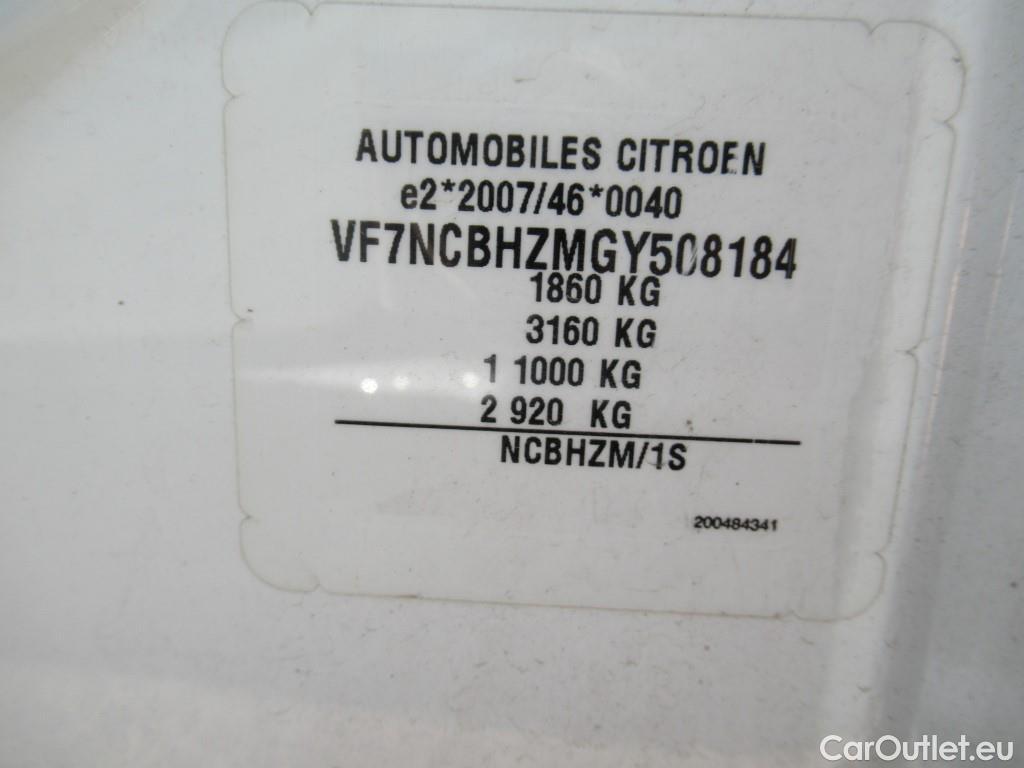 AUTOMOBILES CITROEN
e2*2007/46*0040
VF7NCBHZMGY508184
1860 KG
3160 KG
1 1000 KG
2 920 KG
NCBHZM/1S
200484341
CarOutlet.eu